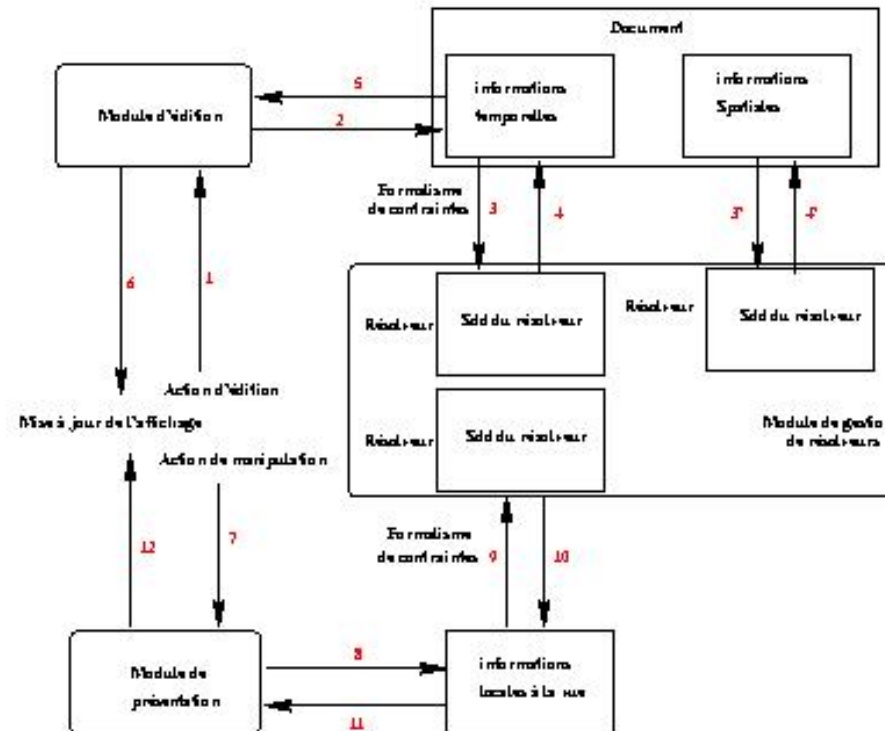 Document
5
informations
temporelles
informations
Spatiales
Module d'édition
2
Formalisme
de contraintes
3
4
3'
4'
6
1
Résolveur
Sdd du résolveur
Résolveur
Sdd du résolveur
Action d'édition
Mise à jour de l'affichage
Action de manipulation
Résolveur
Sdd du résolveur
Module de gestio
de résolveurs
12
7
Formalisme
de contraintes
9
10
Module de
présentation
8
11
informations
locales à la vue